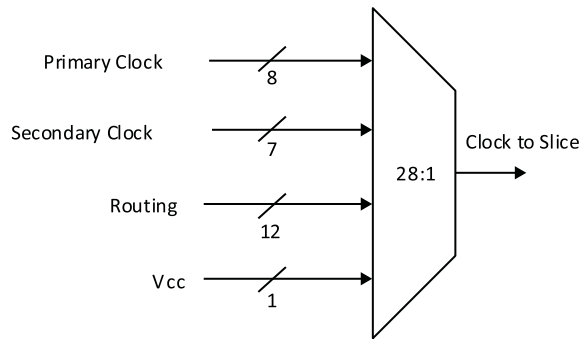 Primary Clock
8
Secondary Clock
7
Clock to Slice
28:1
Routing
12
Vcc
1